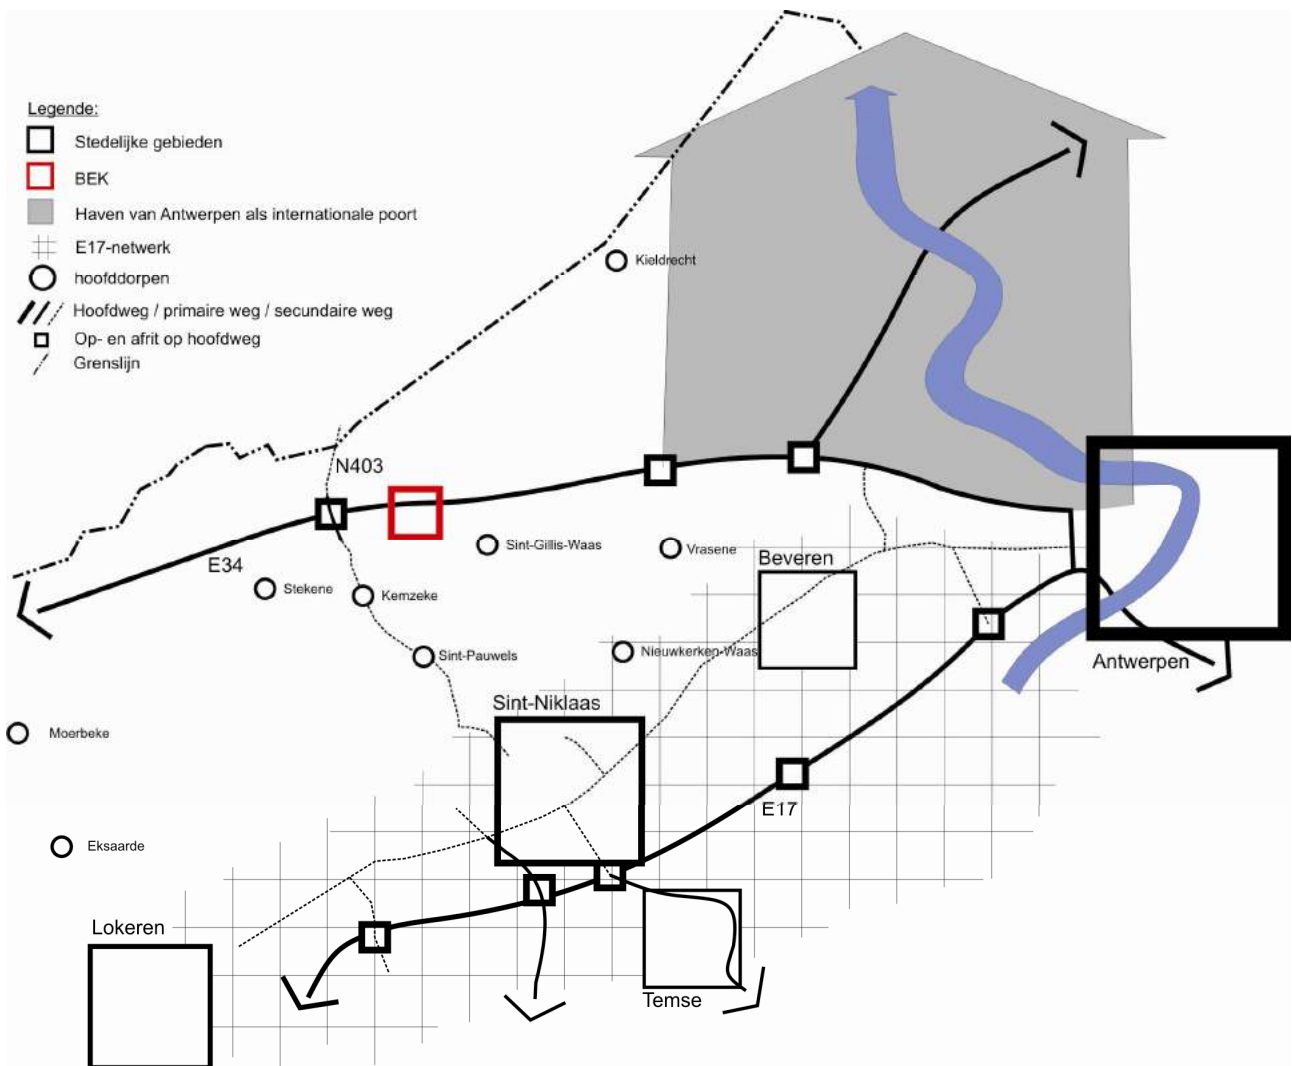 Legende:
Stedelijke gebieden
BEK
Haven van Antwerpen als internationale poort
E17-netwerk
hoofddorpen
Hoofdweg / primaire weg / secundaire weg
Op- en afrit op hoofdweg
Grenslijn
Kieldrecht
N403
E34
Sint-Gillis-Waas
Vrasene
Beveren
Stekene
Kemzeke
Sint-Pauwels
Nieuwkerken-Waas
Antwerpen
Sint-Niklaas
Moerbeke
E17
Eksaarde
Lokeren
Temse